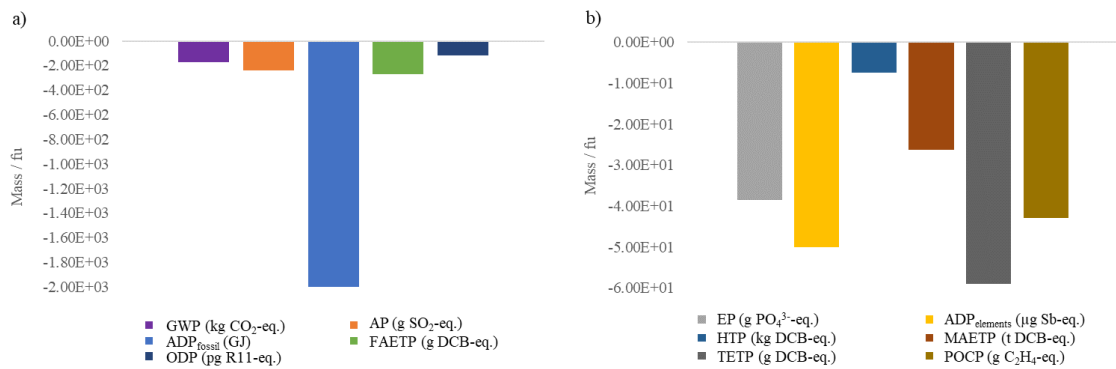 a)
0.00E+00
-2.00E+02
-4.00E+02
-6.00E+02
-8.00E+02
-1.00E+03
-1.20E+03
-1.40E+03
-1.60E+03
-1.80E+03
-2.00E+03
Mass / fu
GWP (kg CO₂-eq.)
AP (g SO₂-eq.)
ADPfossil (GJ)
FAETP (g DCB-eq.)
ODP (pg R11-eq.)
b)
0.00E+00
-1.00E+01
-2.00E+01
-3.00E+01
-4.00E+01
-5.00E+01
-6.00E+01
Mass / fu
EP (g PO₄³⁻-eq.)
ADPelements (µg Sb-eq.)
HTP (kg DCB-eq.)
MAETP (t DCB-eq.)
TETP (g DCB-eq.)
POCP (g C₂H₄-eq.)